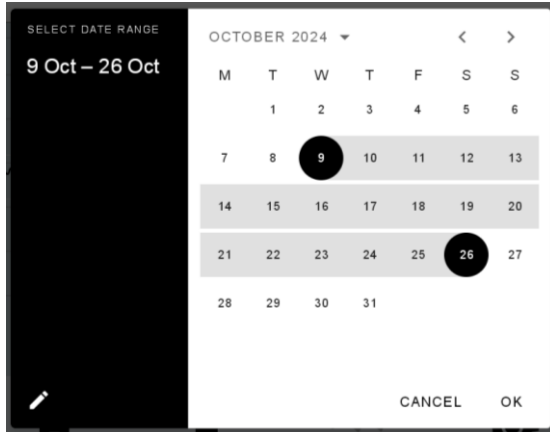 SELECT DATE RANGE
9 Oct – 26 Oct
OCTOBER 2024
M T W T F S S
1 2 3 4 5 6
7 8 9 10 11 12 13
14 15 16 17 18 19 20
21 22 23 24 25 26 27
28 29 30 31
CANCEL OK